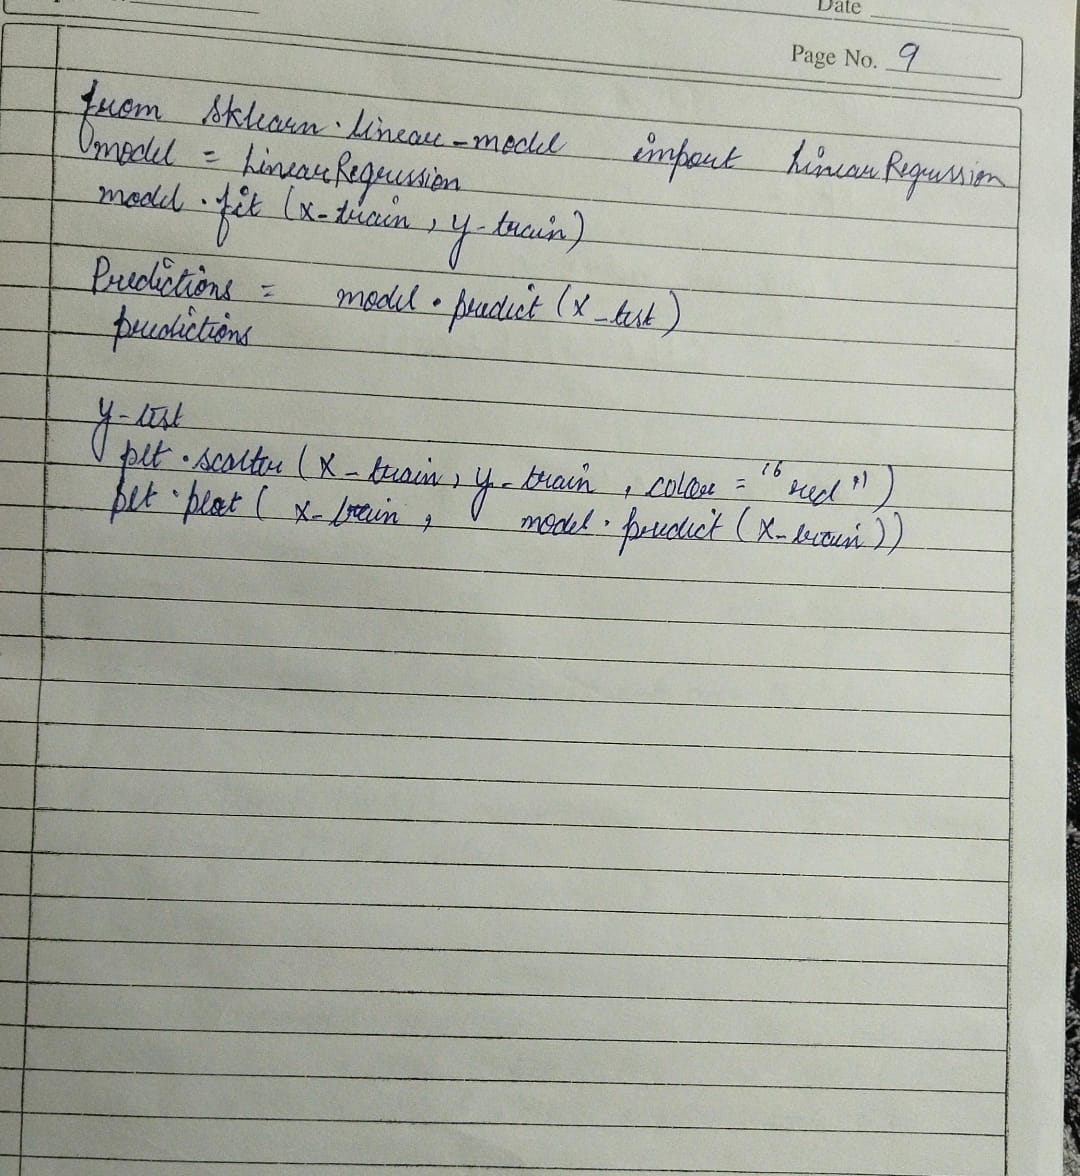 Date
Page No. 9
from sklearn.linear_model import LinearRegression
model = LinearRegression
model.fit (x-train, y-train)
Predictions = model.predict (x_test)
predictions
y-test
plt.scatter (x-train, y-train, color = "red")
plt.plot (x-train, model.predict (x-train))